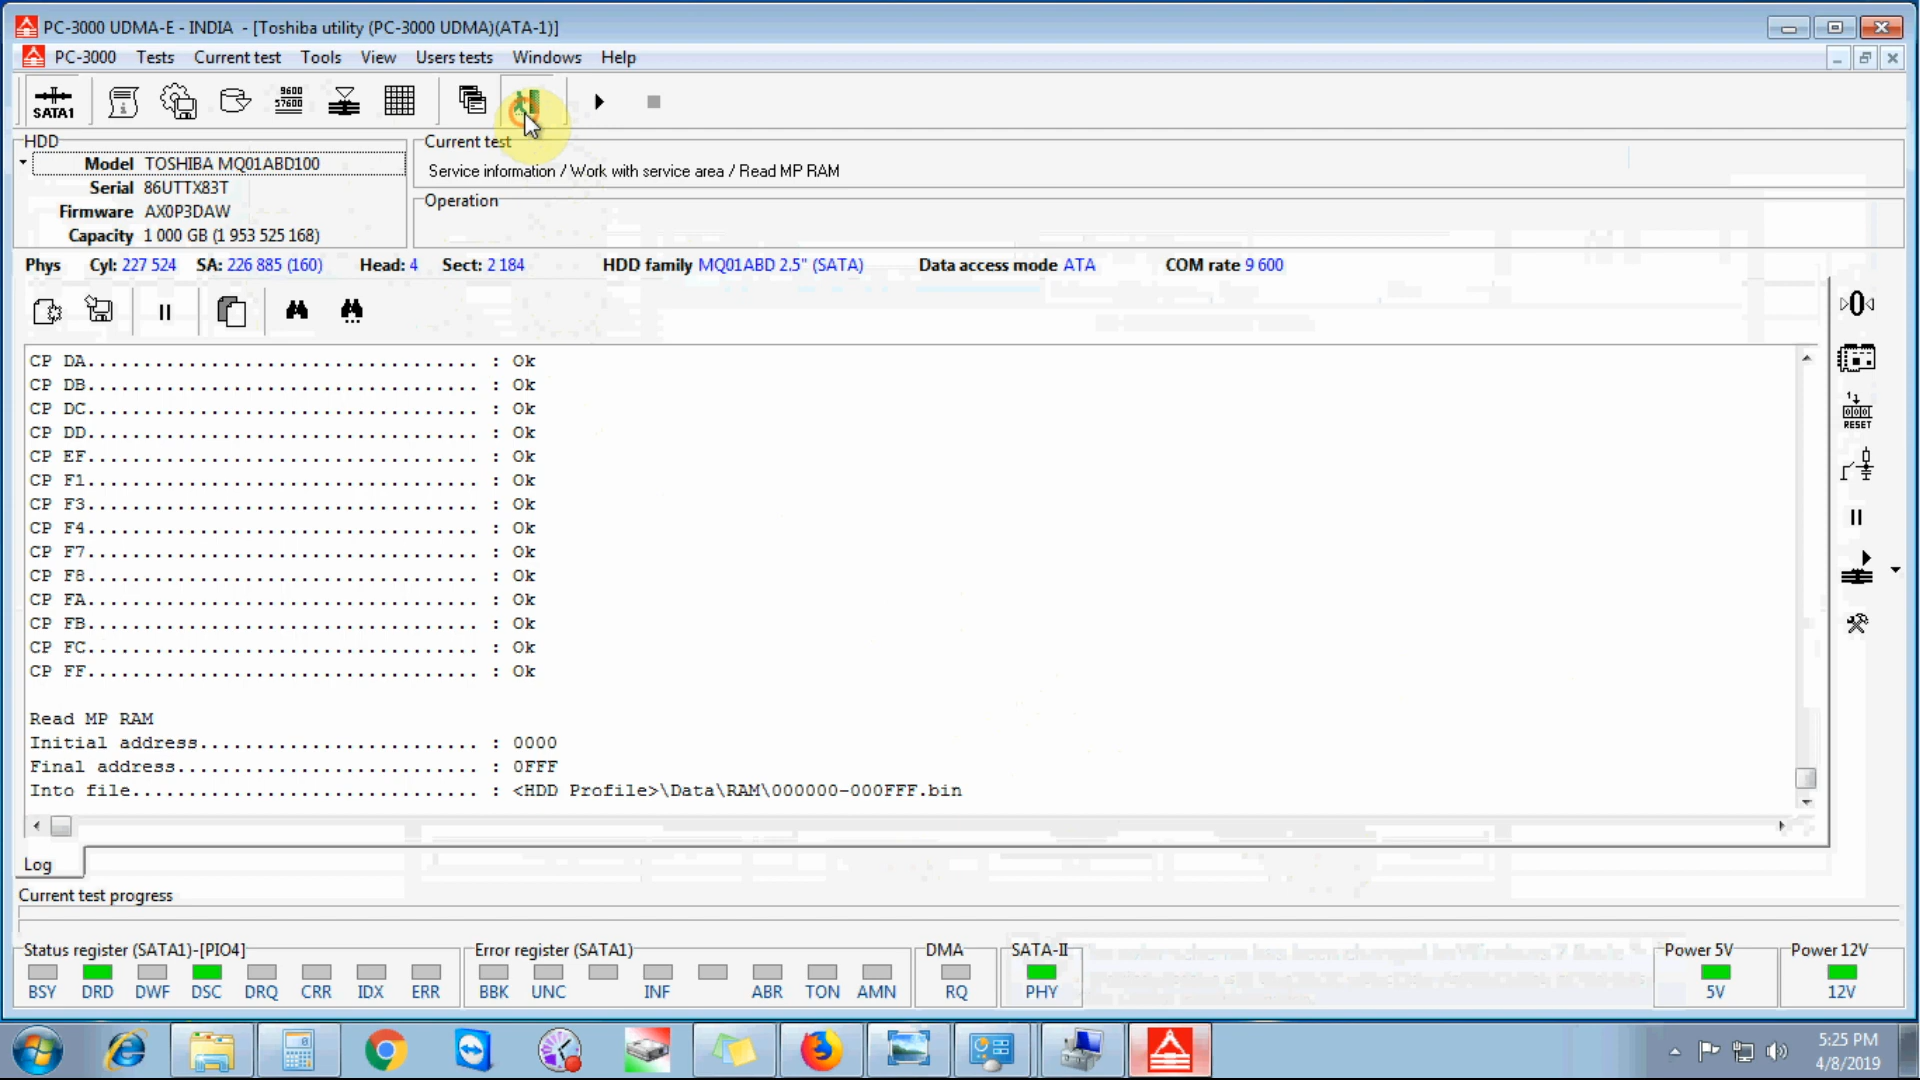 PC-3000 UDMA-E - INDIA - [Toshiba utility (PC-3000 UDMA)(ATA-1)]
PC-3000 Tests Current test Tools View Users tests Windows Help
SATA1
9600
57600
HDD
Model TOSHIBA MQ01ABD100
Serial 86UTTX83T
Firmware AX0P3DAW
Capacity 1 000 GB (1 953 525 168)
Current test
Service information / Work with service area / Read MP RAM
Operation
Phys Cyl: 227 524 SA: 226 885 (160) Head: 4 Sect: 2 184 HDD family MQ01ABD 2.5" (SATA) Data access mode ATA COM rate 9 600
CP DA.................................. : Ok
CP DB.................................. : Ok
CP DC.................................. : Ok
CP DD.................................. : Ok
CP EF.................................. : Ok
CP F1.................................. : Ok
CP F3.................................. : Ok
CP F4.................................. : Ok
CP F7.................................. : Ok
CP F8.................................. : Ok
CP FA.................................. : Ok
CP FB.................................. : Ok
CP FC.................................. : Ok
CP FF.................................. : Ok
Read MP RAM
Initial address........................ : 0000
Final address.......................... : 0FFF
Into file.............................. : <HDD Profile>\Data\RAM\000000-000FFF.bin
RESET
Log
Current test progress
Status register (SATA1)-[PIO4] Error register (SATA1) DMA SATA-II Power 5V Power 12V
BSY DRD DWF DSC DRQ CRR IDX ERR BBK UNC INF ABR TON AMN RQ PHY 5V 12V
5:25 PM
4/8/2019